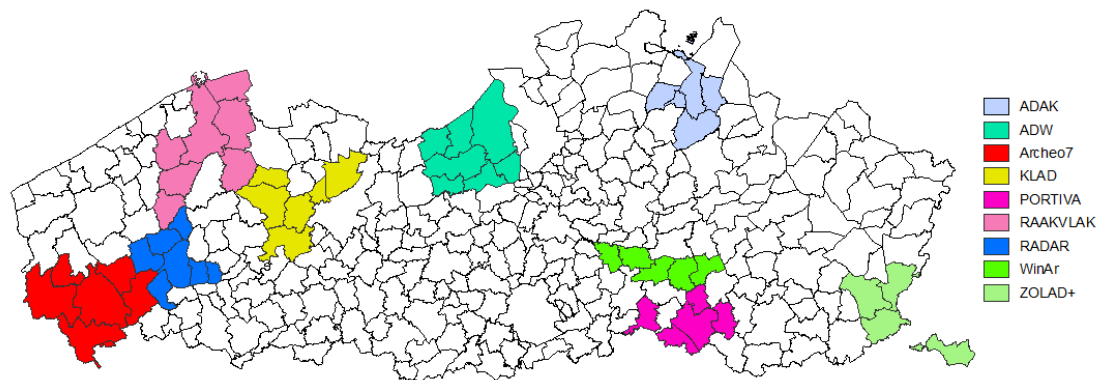 ADAK
ADW
Archeo7
KLAD
PORTIVA
RAAKVLAK
RADAR
WinAr
ZOLAD+